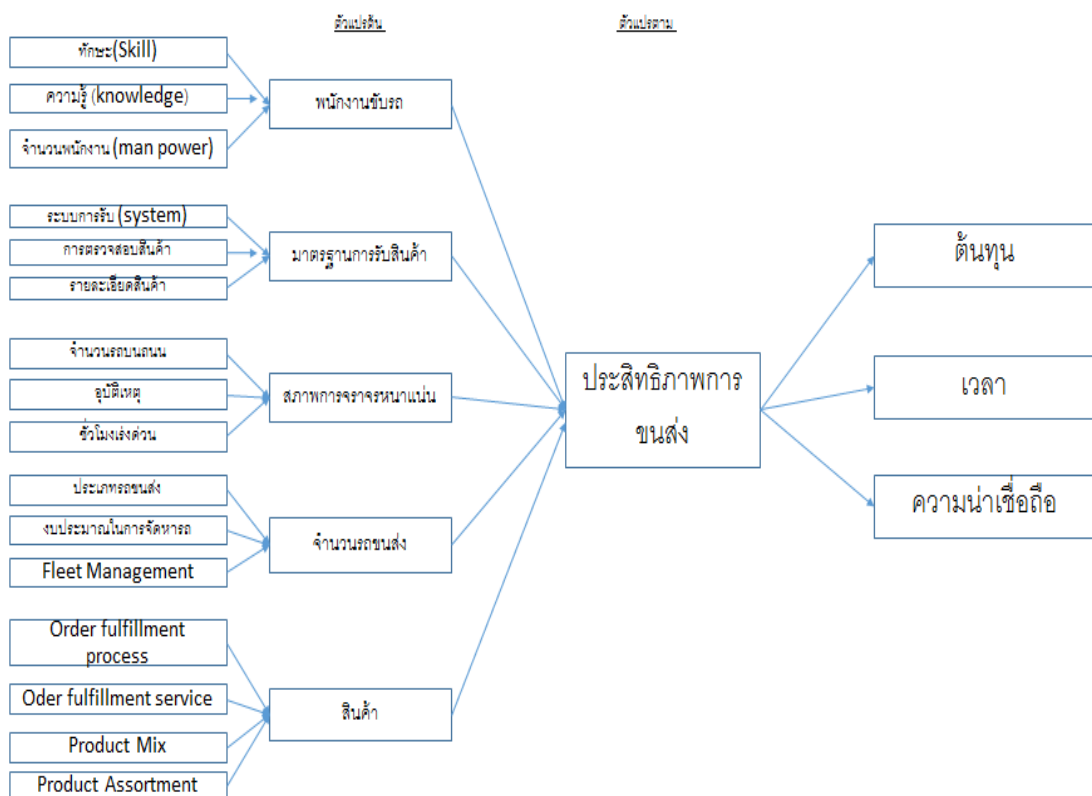 ตัวแปรต้น
ตัวแปรตาม
ทักษะ(Skill)
ความรู้ (knowledge)
จำนวนพนักงาน (man power)
พนักงานขับรถ
ระบบการรับ (system)
การตรวจสอบสินค้า
รายละเอียดสินค้า
มาตรฐานการรับสินค้า
จำนวนรถบนถนน
อุบัติเหตุ
ชั่วโมงเร่งด่วน
สภาพการจราจรหนาแน่น
ประเภทรถขนส่ง
งบประมาณในการจัดหารถ
Fleet Management
จำนวนรถขนส่ง
Order fulfillment
process
Oder fulfillment service
Product Mix
Product Assortment
สินค้า
ประสิทธิภาพการ
ขนส่ง
ต้นทุน
เวลา
ความน่าเชื่อถือ